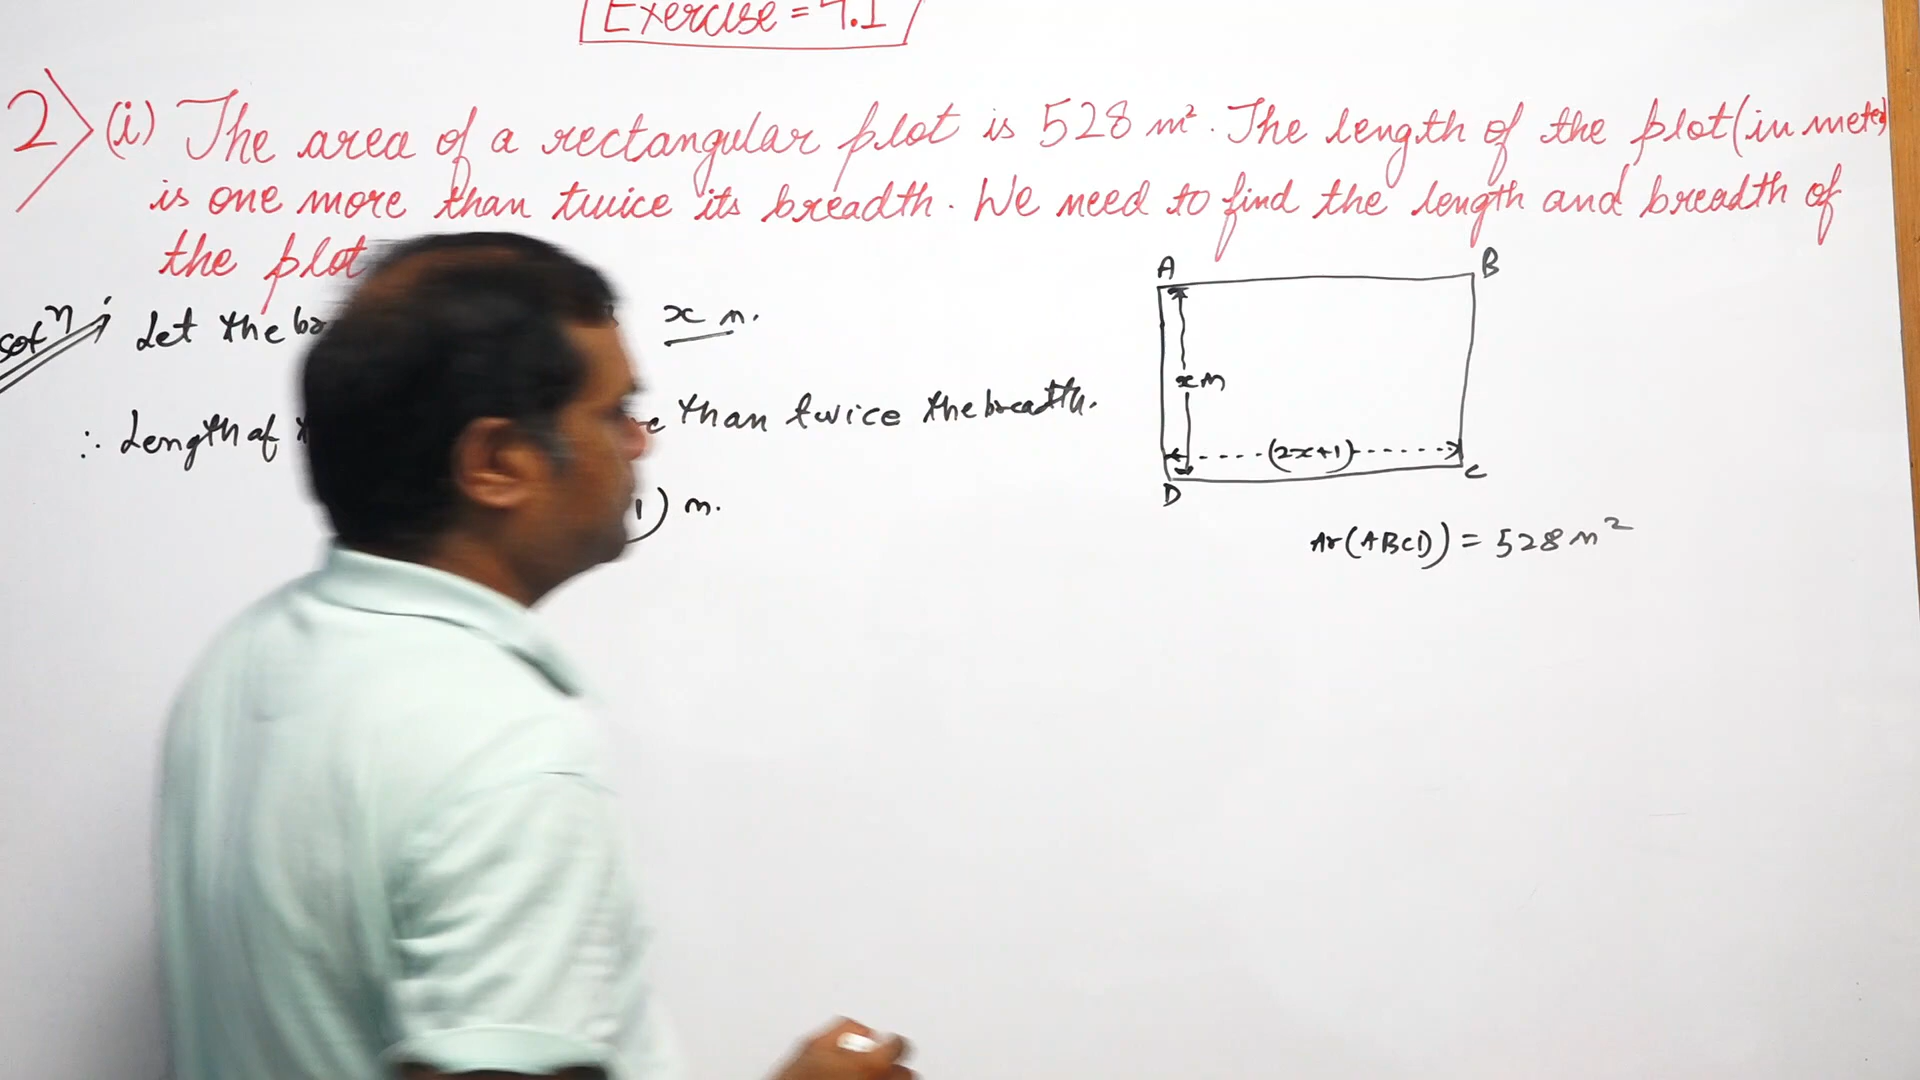 Exercise = 4.1
2> (i) The area of a rectangular plot is 528 m². The length of the plot (in meters)
is one more than twice its breadth. We need to find the length and breadth of
the plot
Solⁿ Let the x m.
∴ Length of than twice the breadth.
1) m.
A B
x m
(2x+1)
D C
Ar(ABCD) = 528 m²